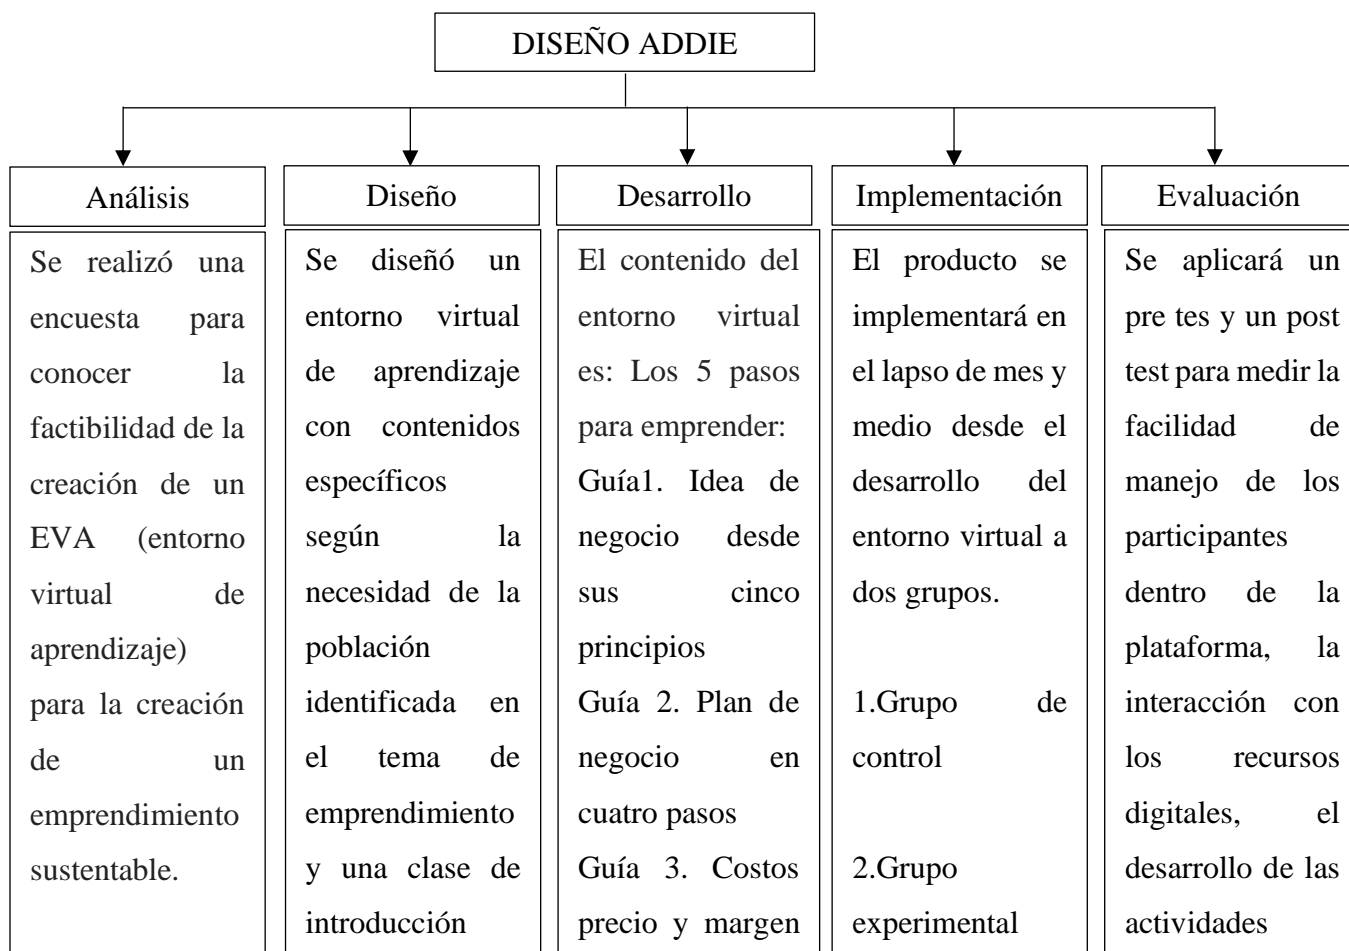 DISEÑO ADDIE
Análisis
Se realizó una
encuesta para
conocer la
factibilidad de la
creación de un
EVA (entorno
virtual de
aprendizaje)
para la creación
de un
emprendimiento
sustentable.
Diseño
Se diseñó un
entorno virtual
de aprendizaje
con contenidos
específicos
según la
necesidad de la
población
identificada en
el tema de
emprendimiento
y una clase de
introducción
Desarrollo
El contenido del
entorno virtual
es: Los 5 pasos
para emprender:
Guía1. Idea de
negocio desde
sus cinco
principios
Guía 2. Plan de
negocio en
cuatro pasos
Guía 3. Costos
precio y margen
Implementación
El producto se
implementará en
el lapso de mes y
medio desde el
desarrollo del
entorno virtual a
dos grupos.
1.Grupo de
control
2.Grupo
experimental
Evaluación
Se aplicará un
pre tes y un post
test para medir la
facilidad de
manejo de los
participantes
dentro de la
plataforma, la
interacción con
los recursos
digitales, el
desarrollo de las
actividades